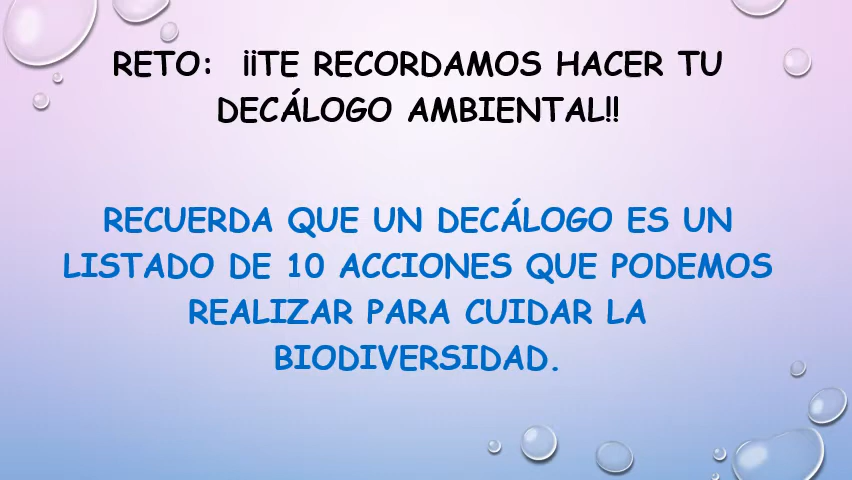 RETO: ¡¡TE RECORDAMOS HACER TU
DECÁLOGO AMBIENTAL!!
RECUERDA QUE UN DECÁLOGO ES UN
LISTADO DE 10 ACCIONES QUE PODEMOS
REALIZAR PARA CUIDAR LA
BIODIVERSIDAD.